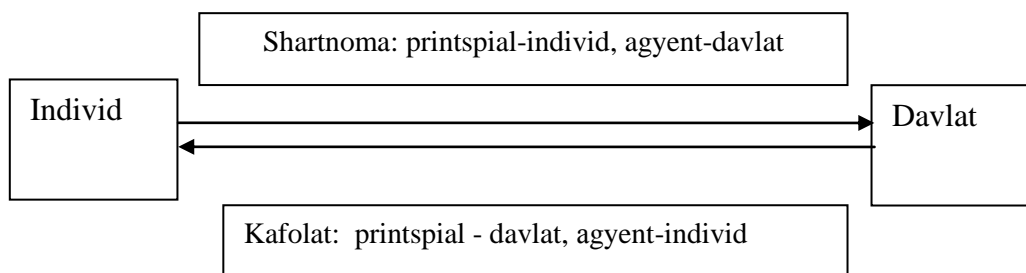 Shartnoma: printspial-individ, agyent-davlat
Individ
Davlat
Kafolat: printspial - davlat, agyent-individ